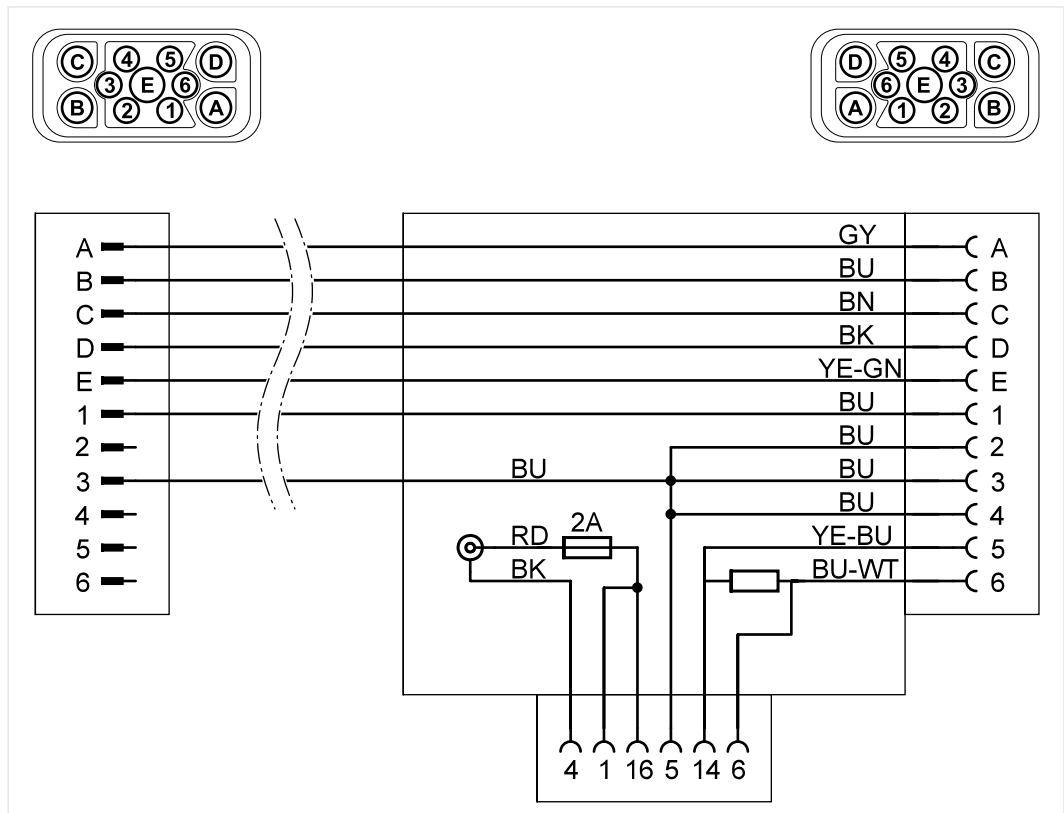 C 4 5 D
3 E 6
B 2 1 A
D 5 4 C
6 E 3
A 1 2 B
A GY A
B BU B
C BN C
D BK D
E YE-GN E
1 BU 1
2 BU 2
3 BU BU 3
4 BU 4
5 RD 2A YE-BU 5
6 BK BU-WT 6
4 1 16 5 14 6